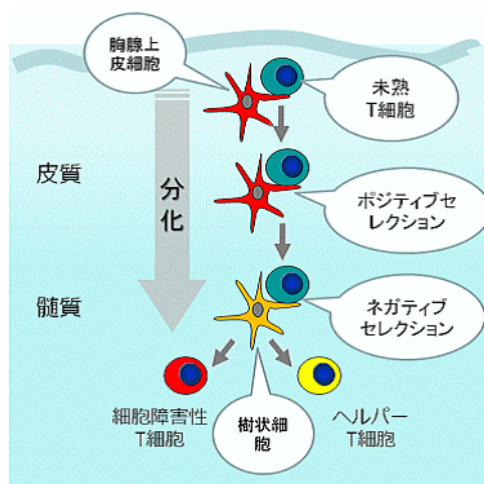 胸腺上
皮細胞
未熟
T細胞
皮質
分化
ポジティブセ
レクション
髄質
ネガティブ
セレクション
細胞障害性
T細胞
樹状細
胞
ヘルパー
T細胞